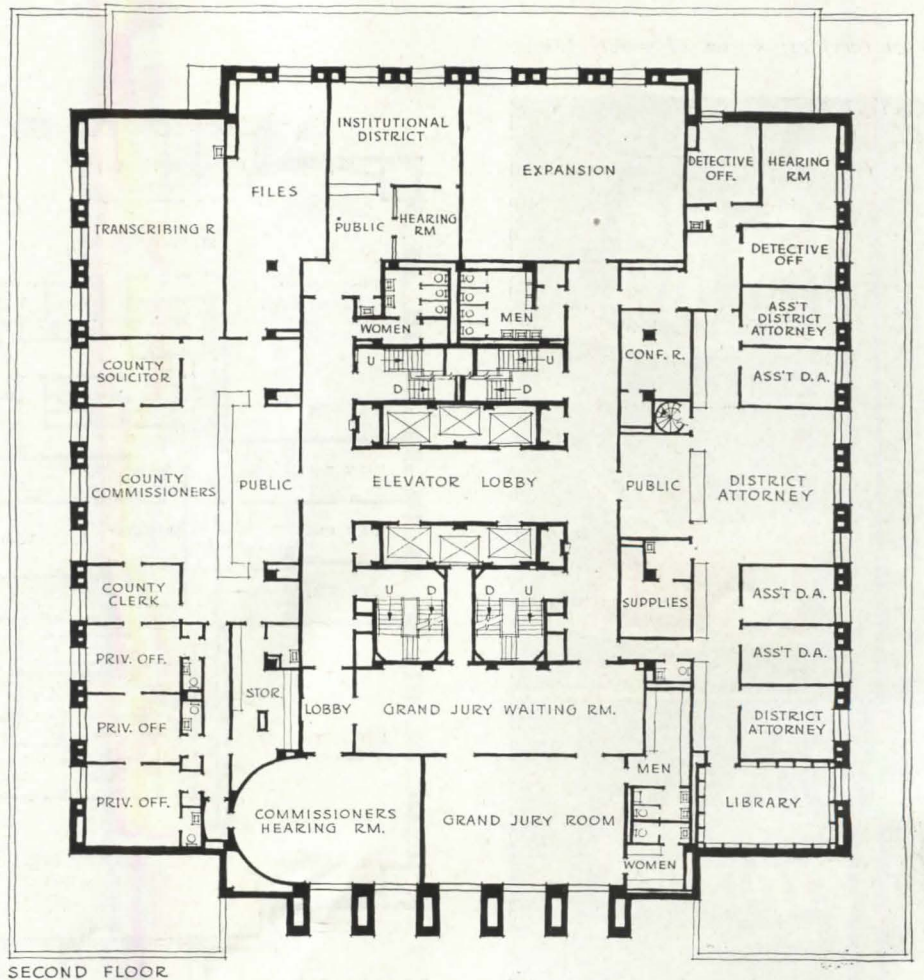 INSTITUTIONAL
DISTRICT
EXPANSION
DETECTIVE
OFF.
HEARING
RM
FILES
TRANSCRIBING R
PUBLIC
HEARING
RM
DETECTIVE
OFF
ASS'T
DISTRICT
ATTORNEY
WOMEN
MEN
CONF. R.
COUNTY
SOLICITOR
U
D
U
D
ASS'T D.A.
COUNTY
COMMISSIONERS
PUBLIC
ELEVATOR LOBBY
PUBLIC
DISTRICT
ATTORNEY
COUNTY
CLERK
U
D
D
U
SUPPLIES
ASS'T D.A.
PRIV. OFF.
ASS'T D.A.
STOR.
LOBBY
GRAND JURY WAITING RM.
PRIV. OFF
DISTRICT
ATTORNEY
MEN
PRIV. OFF.
COMMISSIONERS
HEARING RM.
GRAND JURY ROOM
LIBRARY
WOMEN
SECOND FLOOR